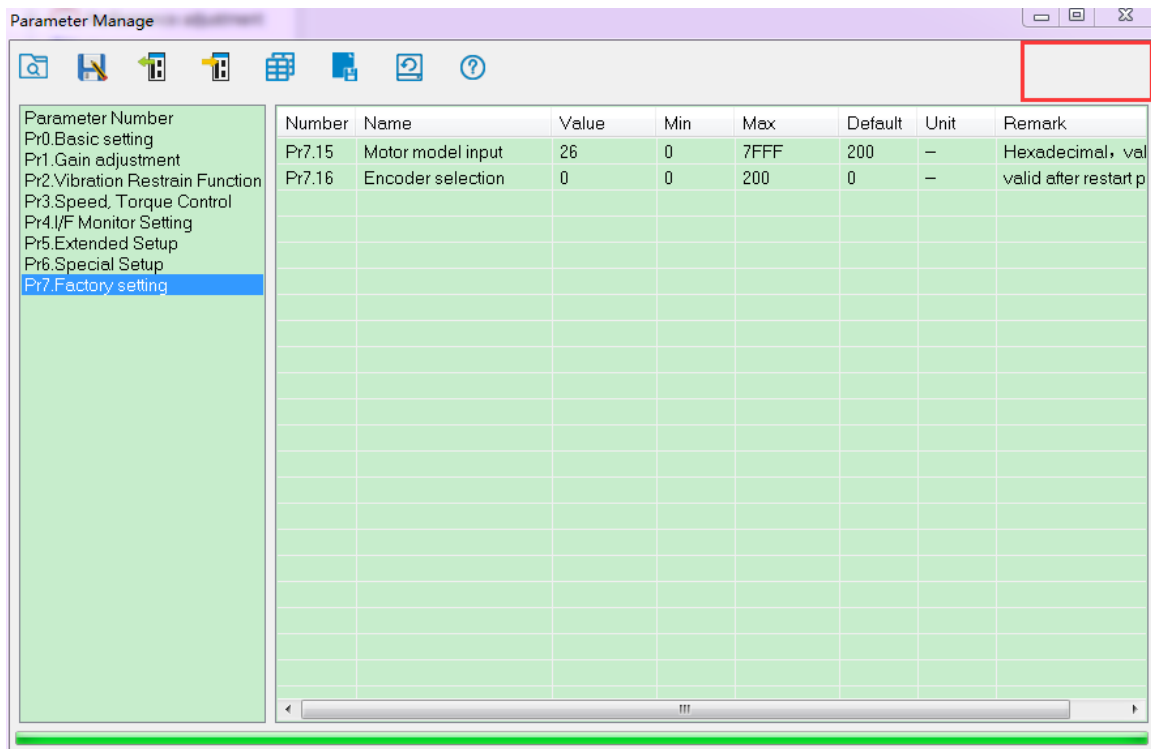 Parameter Manage
Parameter Number
Pr0.Basic setting
Pr1.Gain adjustment
Pr2.Vibration Restrain Function
Pr3.Speed, Torque Control
Pr4.I/F Monitor Setting
Pr5.Extended Setup
Pr6.Special Setup
Pr7.Factory setting
Number Name Value Min Max Default Unit Remark
Pr7.15 Motor model input 26 0 7FFF 200 – Hexadecimal，val
Pr7.16 Encoder selection 0 0 200 0 – valid after restart p